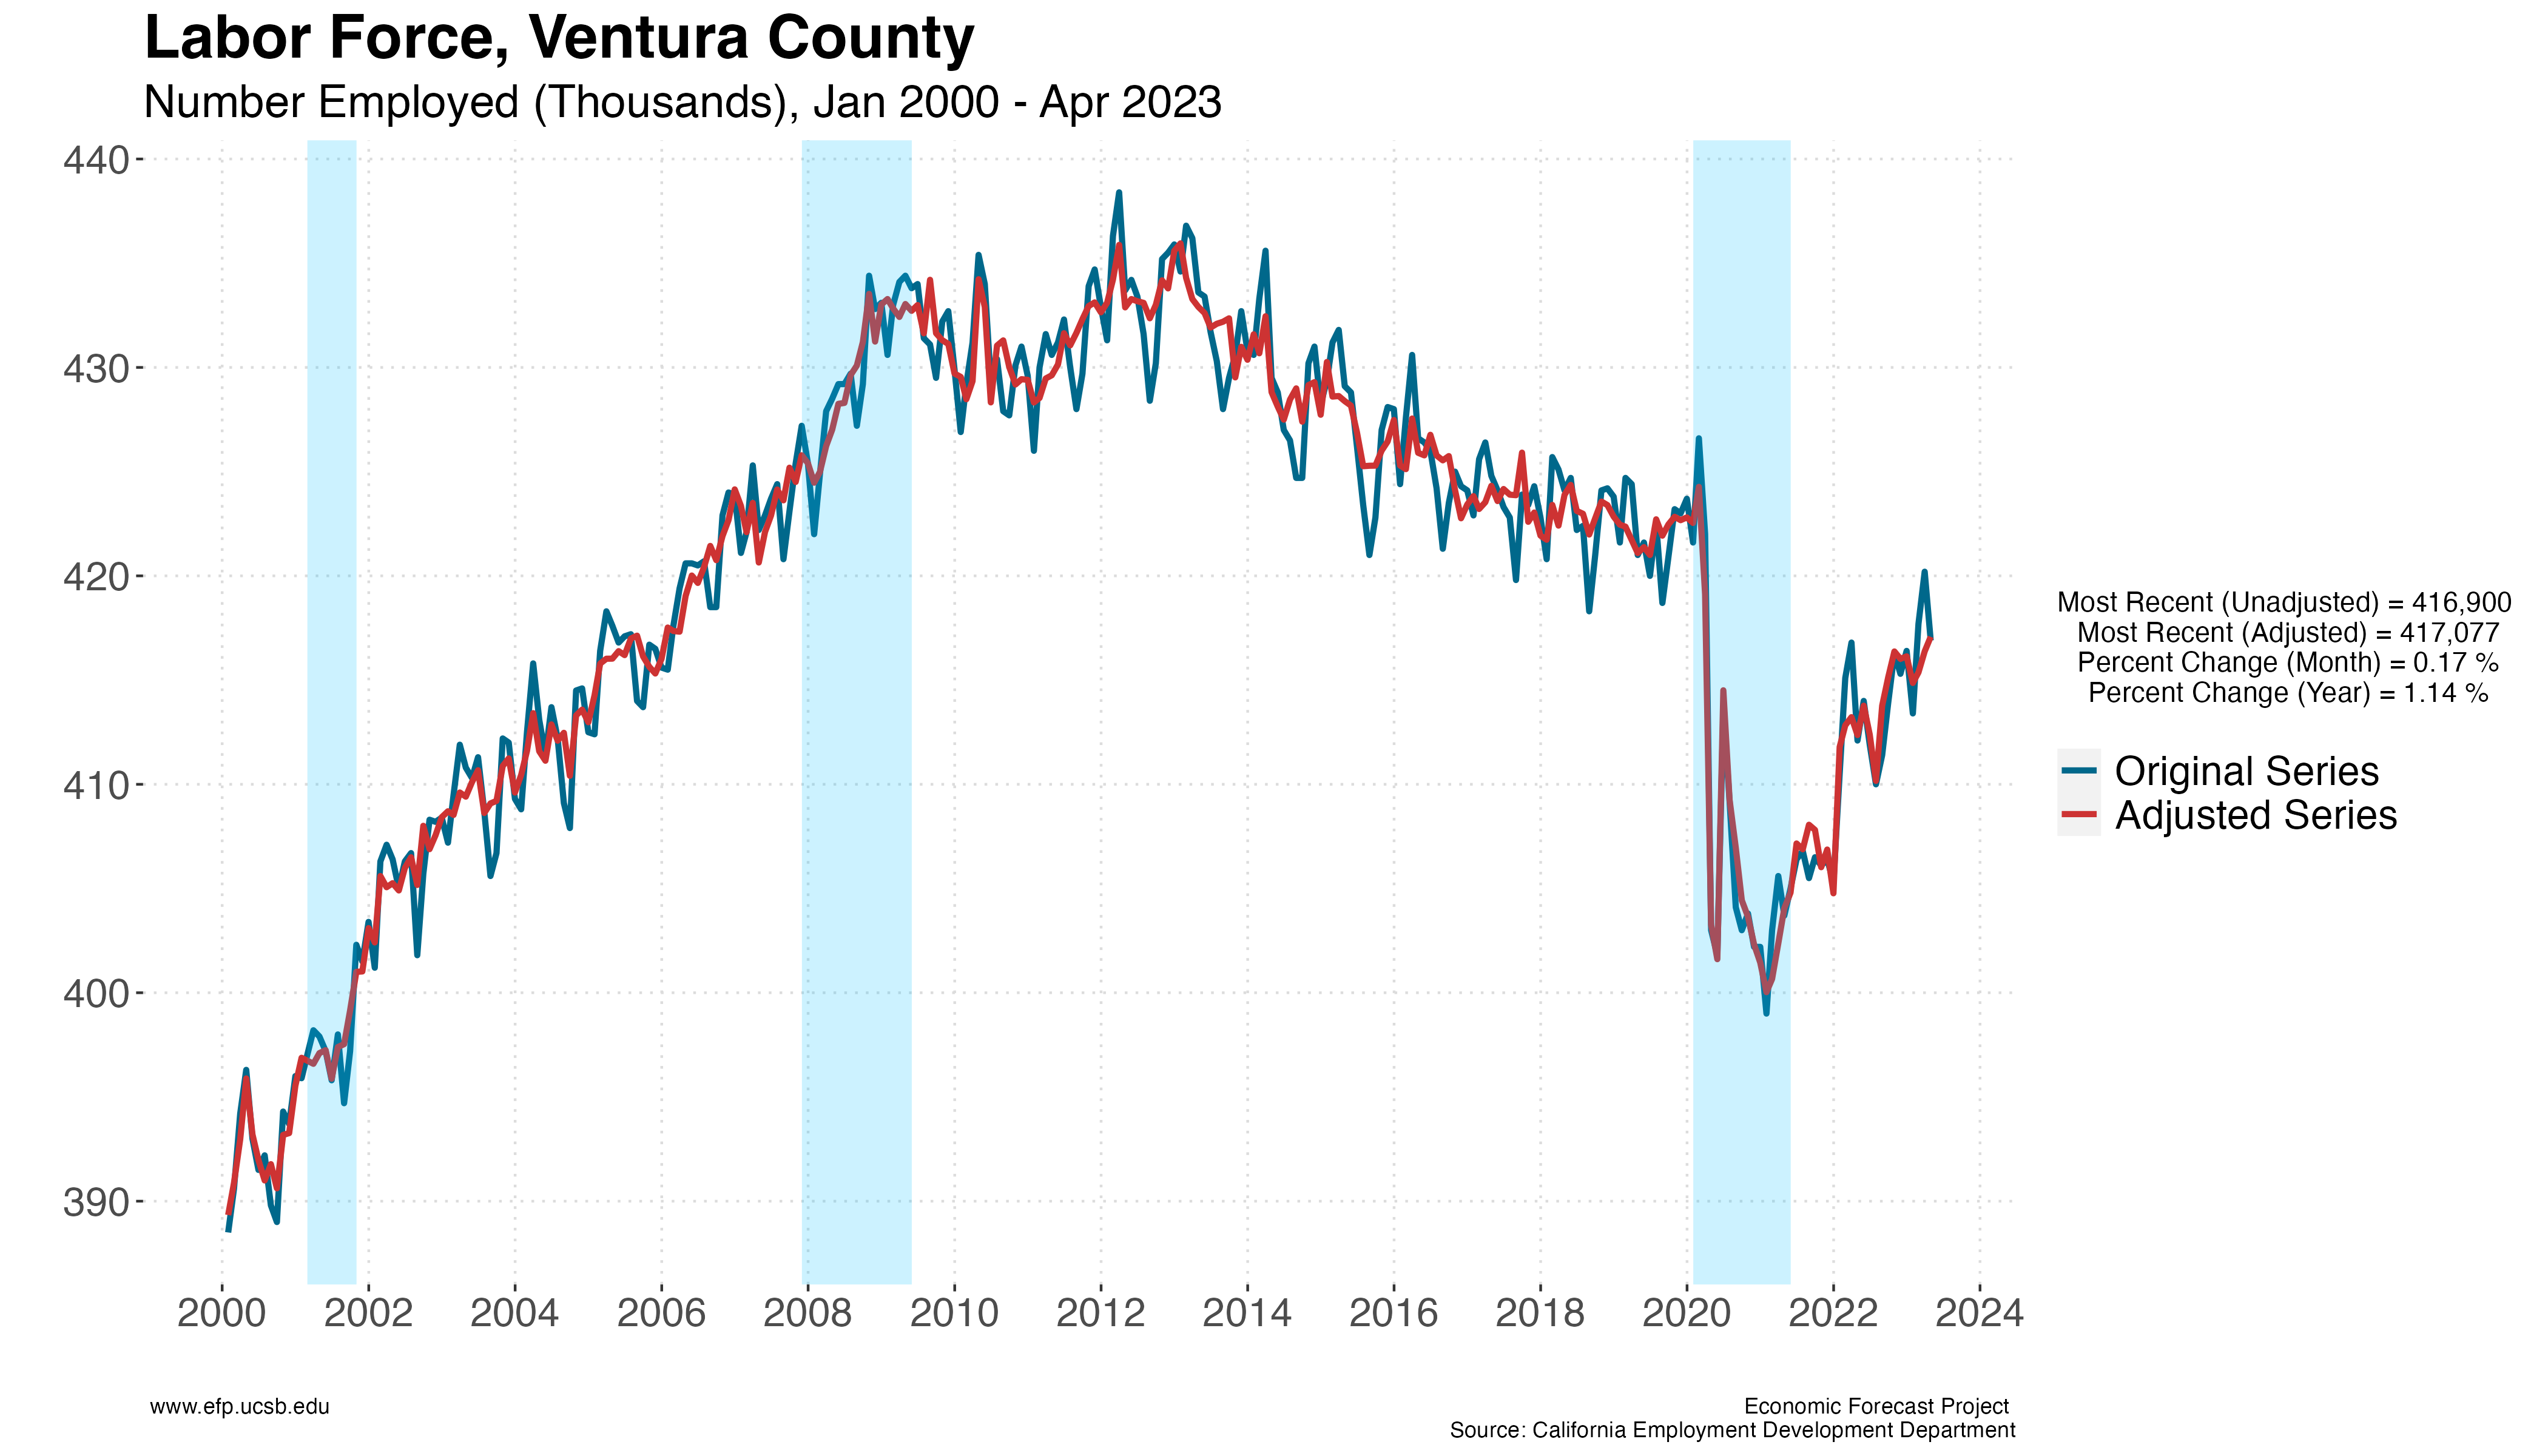 Labor Force, Ventura County
Number Employed (Thousands), Jan 2000 - Apr 2023
440
430
420
410
400
390
2000 2002 2004 2006 2008 2010 2012 2014 2016 2018 2020 2022 2024
Most Recent (Unadjusted) = 416,900
Most Recent (Adjusted) = 417,077
Percent Change (Month) = 0.17 %
Percent Change (Year) = 1.14 %
Original Series
Adjusted Series
www.efp.ucsb.edu
Economic Forecast Project
Source: California Employment Development Department